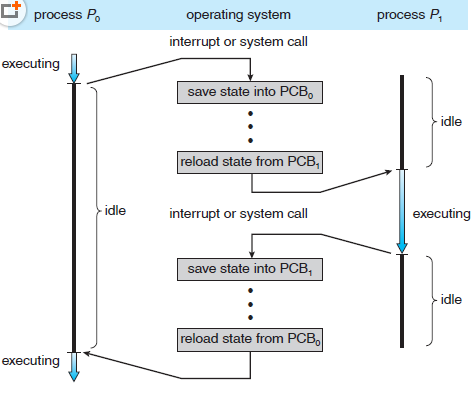 process P₀ operating system process P₁
interrupt or system call
executing
save state into PCB₀
idle
reload state from PCB₁
idle
interrupt or system call
executing
save state into PCB₁
idle
reload state from PCB₀
executing